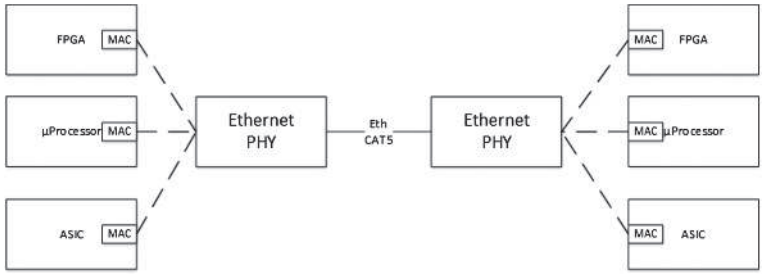 FPGA MAC
MAC FPGA
Ethernet
PHY
Eth
CAT5
Ethernet
PHY
µProcessor MAC
MAC µProcessor
ASIC MAC
MAC ASIC